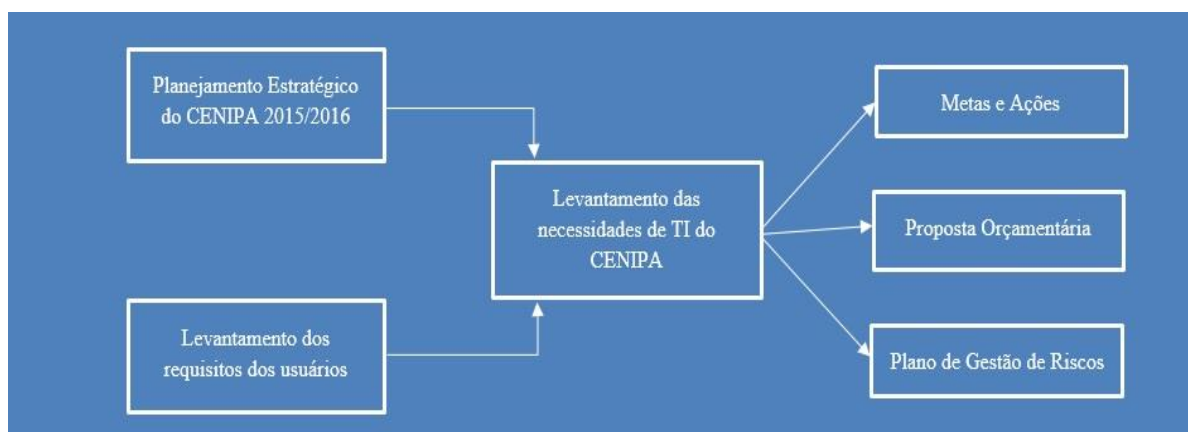 Planejamento Estratégico
do CENIPA 2015/2016
Levantamento dos
requisitos dos usuários
Levantamento das
necessidades de TI do
CENIPA
Metas e Ações
Proposta Orçamentária
Plano de Gestão de Riscos